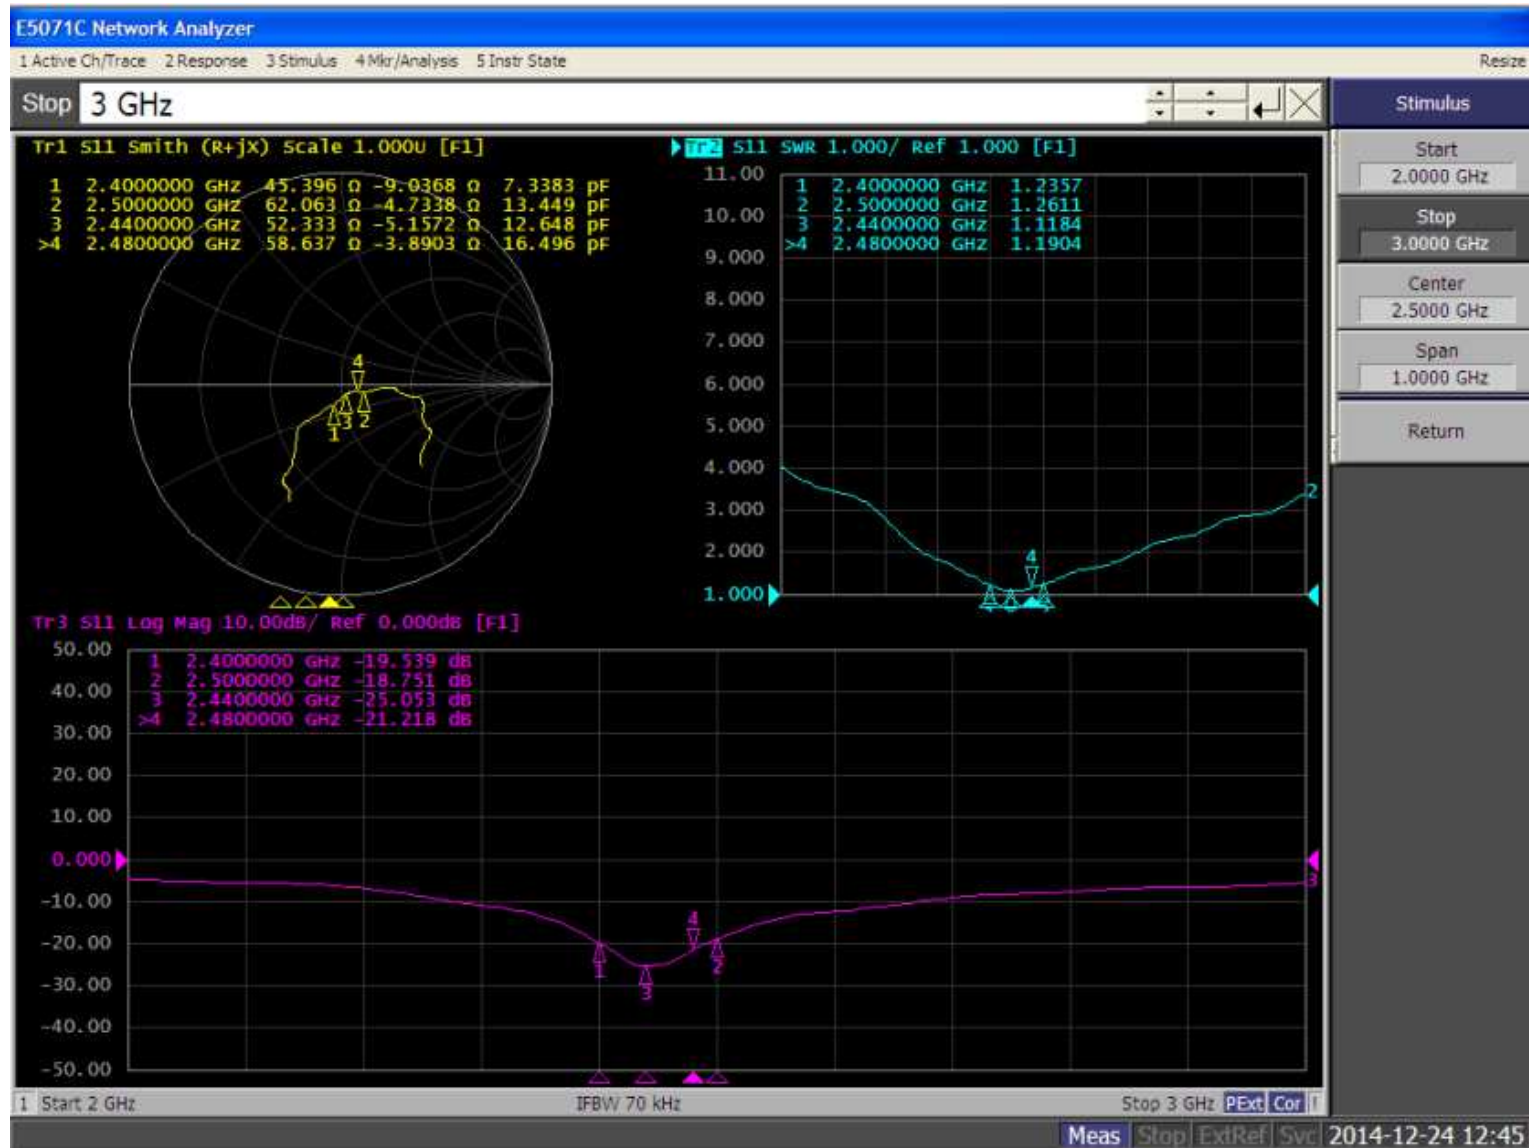 E5071C Network Analyzer
1 Active Ch/Trace 2 Response 3 Stimulus 4 Mkr/Analysis 5 Instr State Resize
Stop 3 GHz
Stimulus
Start
2.0000 GHz
Stop
3.0000 GHz
Center
2.5000 GHz
Span
1.0000 GHz
Return
Tr1 S11 Smith (R+jX) Scale 1.000U [F1]
1 2.4000000 GHz 45.396 Ω -9.0368 Ω 7.3383 pF
2 2.5000000 GHz 62.063 Ω -4.7338 Ω 13.449 pF
3 2.4400000 GHz 52.333 Ω -5.1572 Ω 12.648 pF
>4 2.4800000 GHz 58.637 Ω -3.8903 Ω 16.496 pF
4
1 3 2
Tr2 S11 SWR 1.000/ Ref 1.000 [F1]
1 2.4000000 GHz 1.2357
2 2.5000000 GHz 1.2611
3 2.4400000 GHz 1.1184
>4 2.4800000 GHz 1.1904
11.00
10.00
9.000
8.000
7.000
6.000
5.000
4.000
3.000
2.000
1.000
2
4
Tr3 S11 Log Mag 10.00dB/ Ref 0.000dB [F1]
1 2.4000000 GHz -19.539 dB
2 2.5000000 GHz -18.751 dB
3 2.4400000 GHz -25.053 dB
>4 2.4800000 GHz -21.218 dB
50.00
40.00
30.00
20.00
10.00
0.000
-10.00
-20.00
-30.00
-40.00
-50.00
3
4
1
2
3
1 Start 2 GHz IFBW 70 kHz Stop 3 GHz PExt Cor
Meas Stop ExtRef Svc 2014-12-24 12:45